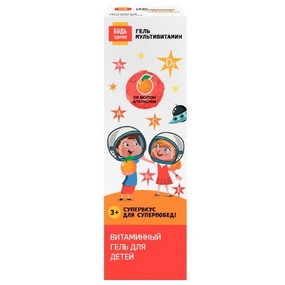 БУДЬ
ЗДОРОВ!
ГЕЛЬ
МУЛЬТИВИТАМИН
СО ВКУСОМ
АПЕЛЬСИНА
3+
СУПЕРВКУС
ДЛЯ СУПЕРПОБЕД!
ВИТАМИННЫЙ
ГЕЛЬ ДЛЯ
ДЕТЕЙ